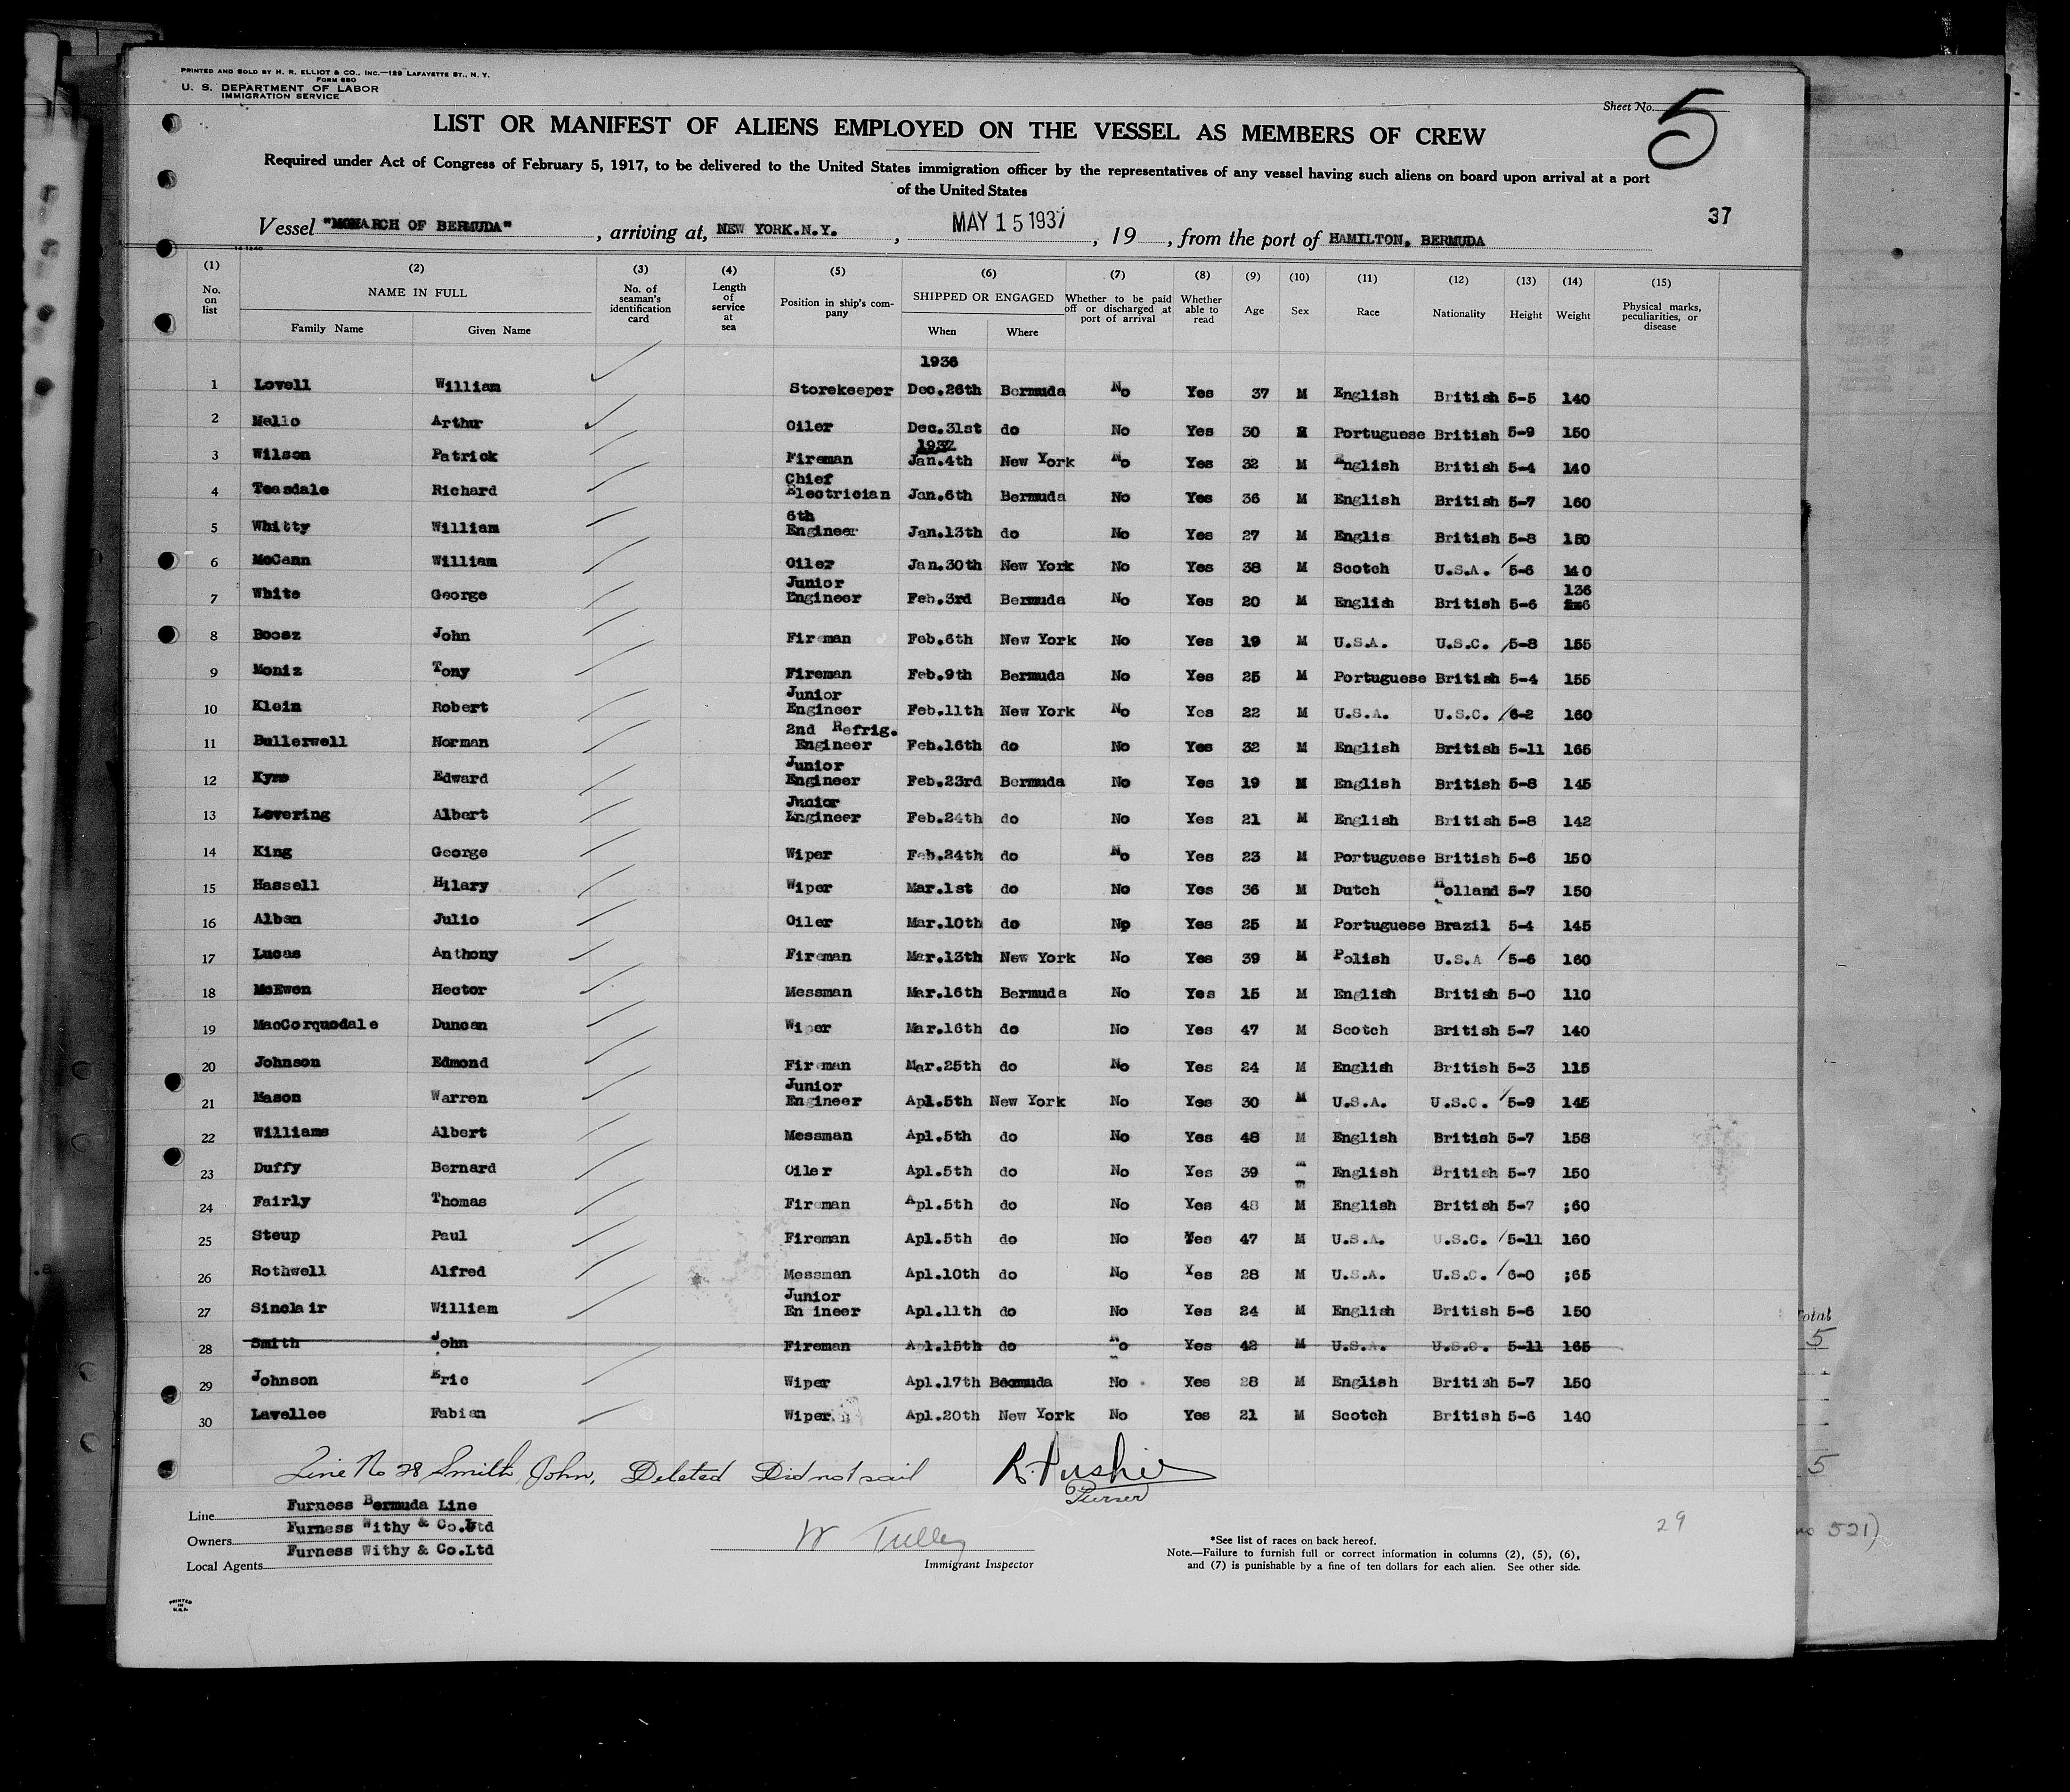 PRINTED AND SOLD BY H. R. ELLIOT & CO., INC.—129 LAFAYETTE ST., N. Y.
FORM 680
U. S. DEPARTMENT OF LABOR
IMMIGRATION SERVICE
Sheet No. 5
LIST OR MANIFEST OF ALIENS EMPLOYED ON THE VESSEL AS MEMBERS OF CREW
Required under Act of Congress of February 5, 1917, to be delivered to the United States immigration officer by the representatives of any vessel having such aliens on board upon arrival at a port
of the United States
37
Vessel "MONARCH OF BERMUDA", arriving at, NEW YORK.N.Y., MAY 15 1937, 19 , from the port of HAMILTON, BERMUDA
(1) (2) (3) (4) (5) (6) (7) (8) (9) (10) (11) (12) (13) (14) (15)
No. on list NAME IN FULL Family Name Given Name No. of seaman's identification card Length of service at sea Position in ship's company SHIPPED OR ENGAGED When Where Whether to be paid off or discharged at port of arrival Whether able to read Age Sex Race Nationality Height Weight Physical marks, peculiarities, or disease
1936
1 Lovell William Storekeeper Dec.26th Bermuda No Yes 37 M English British 5-5 140
2 Mello Arthur Oiler Dec.31st do No Yes 30 M Portuguese British 5-9 150
1937
3 Wilson Patrick Fireman Jan.4th New York No Yes 32 M English British 5-4 140
4 Teasdale Richard Chief Electrician Jan.6th Bermuda No Yes 36 M English British 5-7 160
5 Whitty William 6th Engineer Jan.13th do No Yes 27 M Englis British 5-8 150
6 McCann William Oiler Jan.30th New York No Yes 38 M Scotch U.S.A. 5-6 140
7 White George Junior Engineer Feb.3rd Bermuda No Yes 20 M English British 5-6 136
8 Boosz John Fireman Feb.6th New York No Yes 19 M U.S.A. U.S.C. 5-8 155
9 Moniz Tony Fireman Feb.9th Bermuda No Yes 25 M Portuguese British 5-4 155
10 Klein Robert Junior Engineer Feb.11th New York No Yes 22 M U.S.A. U.S.C. 6-2 160
11 Bullerwell Norman 2nd Refrig. Engineer Feb.16th do No Yes 32 M English British 5-11 165
12 Kyme Edward Junior Engineer Feb.23rd Bermuda No Yes 19 M English British 5-8 145
13 Lovering Albert Junior Engineer Feb.24th do No Yes 21 M English British 5-8 142
14 King George Wiper Feb.24th do No Yes 23 M Portuguese British 5-6 150
15 Hassell Hilary Wiper Mar.1st do No Yes 36 M Dutch Holland 5-7 150
16 Alban Julio Oiler Mar.10th do No Yes 25 M Portuguese Brazil 5-4 145
17 Lucas Anthony Fireman Mar.13th New York No Yes 39 M Polish U.S.A 5-6 160
18 McEwen Hector Messman Mar.16th Bermuda No Yes 15 M English British 5-0 110
19 MacCorquodale Duncan Wiper Mar.16th do No Yes 47 M Scotch British 5-7 140
20 Johnson Edmond Fireman Mar.25th do No Yes 24 M English British 5-3 115
21 Mason Warren Junior Engineer Apl.5th New York No Yes 30 M U.S.A. U.S.C. 5-9 145
22 Williams Albert Messman Apl.5th do No Yes 48 M English British 5-7 158
23 Duffy Bernard Oiler Apl.5th do No Yes 39 M English British 5-7 150
24 Fairly Thomas Fireman Apl.5th do No Yes 48 M English British 5-7 ;60
25 Steup Paul Fireman Apl.5th do No Yes 47 M U.S.A. U.S.C. 5-11 160
26 Rothwell Alfred Messman Apl.10th do No Yes 28 M U.S.A. U.S.C. 6-0 ;65
27 Sinclair William Junior En ineer Apl.11th do No Yes 24 M English British 5-6 150
28 Smith John Fireman Apl.15th do No Yes 42 M U.S.A. U.S.C. 5-11 165
29 Johnson Eric Wiper Apl.17th Bermuda No Yes 28 M English British 5-7 150
30 Lavellee Fabian Wiper Apl.20th New York No Yes 21 M Scotch British 5-6 140
Line No 28 Smith, John, Deleted Did not sail
Purser
Line Furness Bermuda Line
Owners Furness Withy & Co.Ltd
Local Agents Furness Withy & Co.Ltd
W Tulley
Immigrant Inspector
29
*See list of races on back hereof.
Note.—Failure to furnish full or correct information in columns (2), (5), (6),
and (7) is punishable by a fine of ten dollars for each alien. See other side.
PRINTED IN U.S.A.
Total
5
5
521)